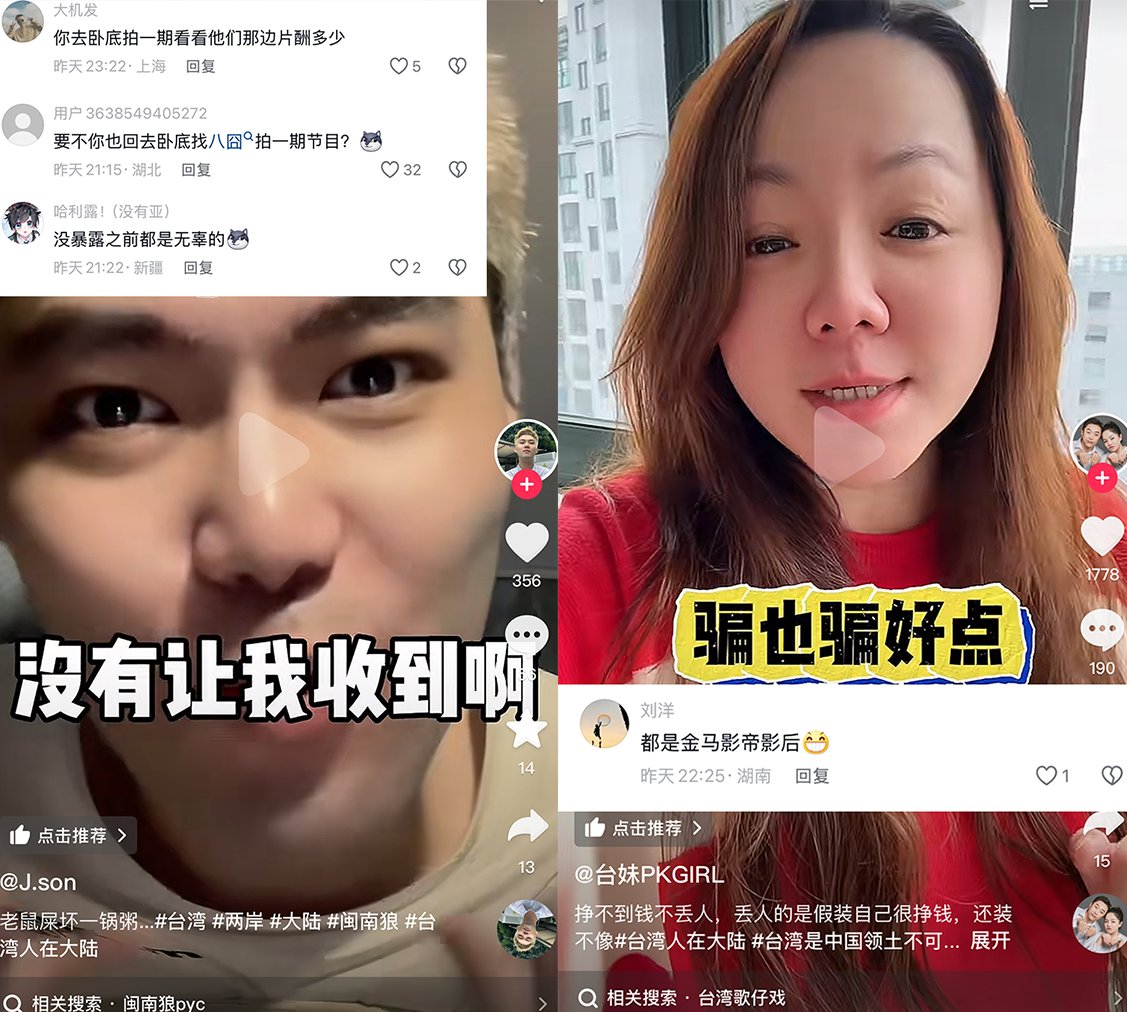 大机发
你去卧底拍一期看看他们那边片酬多少
昨天 23:22 · 上海 回复
5
用户 3638549405272
要不你也回去卧底找八囧拍一期节目?
昨天 21:15 · 湖北 回复
32
哈利露!(没有亚)
没暴露之前都是无辜的
昨天 21:22 · 新疆 回复
2
356
没有让我收到啊
14
点击推荐
13
@J.son
老鼠屎坏一锅粥...#台湾 #两岸 #大陆 #闽南狼 #台
湾人在大陆
相关搜索 · 闽南狼pyc
1778
骗也骗好点
190
刘洋
都是金马影帝影后
昨天 22:25 · 湖南 回复
1
点击推荐
15
@台妹PKGIRL
挣不到钱不丢人，丢人的是假装自己很挣钱，还装
不像#台湾人在大陆 #台湾是中国领土不可... 展开
相关搜索 · 台湾歌仔戏